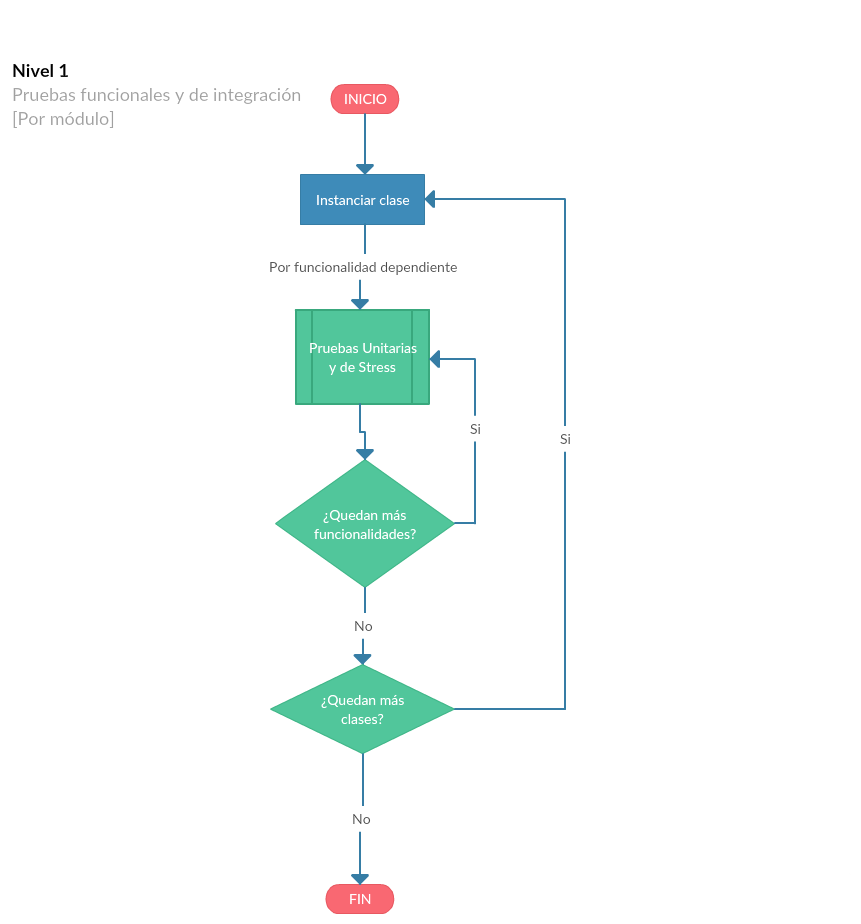 Nivel 1
Pruebas funcionales y de integración
[Por módulo]
INICIO
Instanciar clase
Por funcionalidad dependiente
Pruebas Unitarias
y de Stress
Si
Si
¿Quedan más
funcionalidades?
No
¿Quedan más
clases?
No
FIN